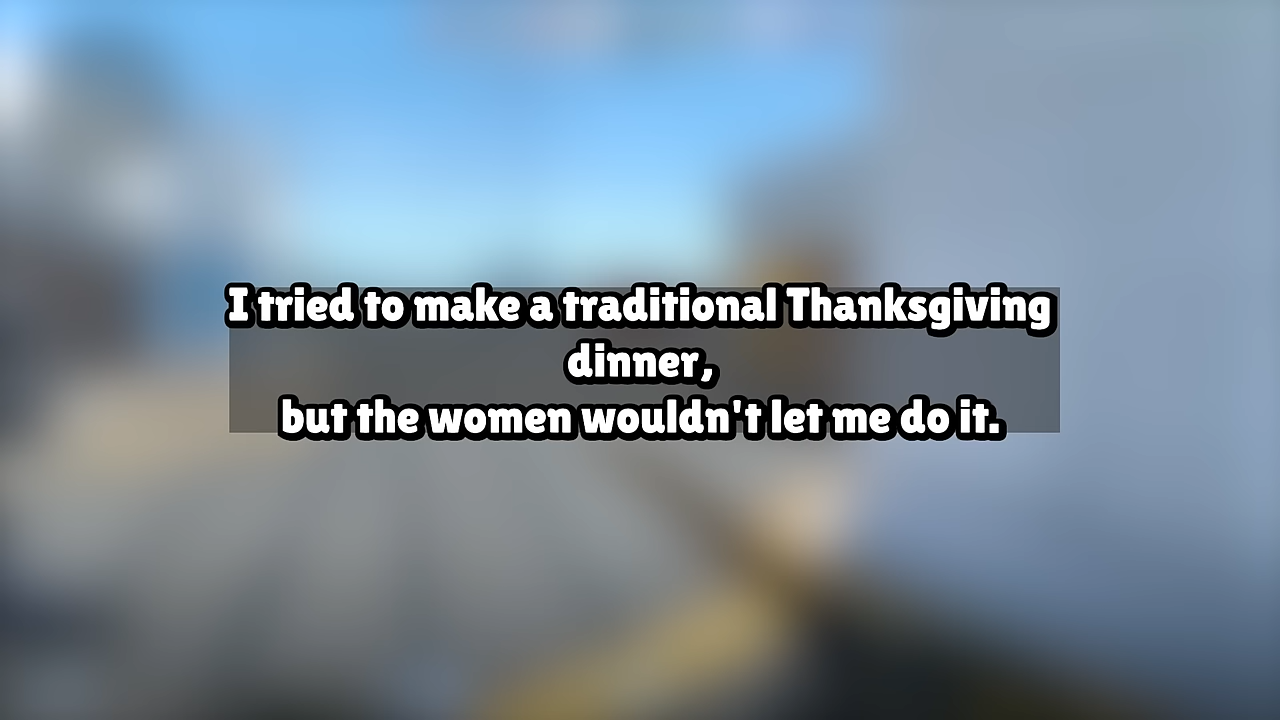 I tried to make a traditional Thanksgiving
dinner,
but the women wouldn't let me do it.